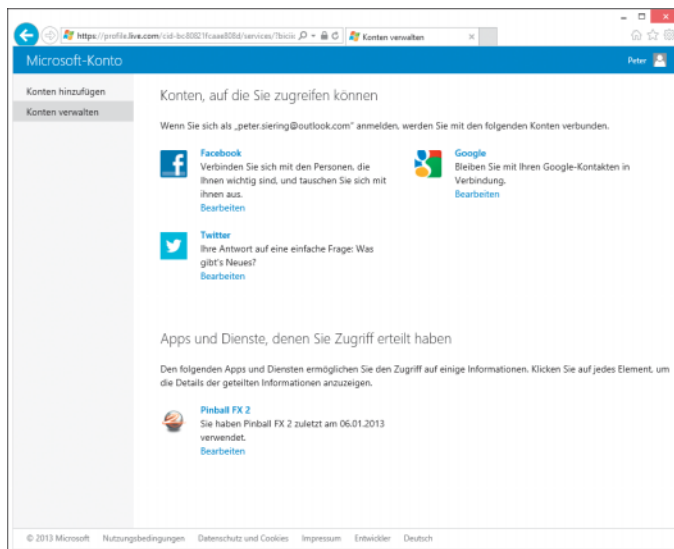 https://profile.live.com/cid-bc80821fcaae808d/services/?biciic
Konten verwalten
Microsoft-Konto
Peter
Konten hinzufügen
Konten verwalten
Konten, auf die Sie zugreifen können
Wenn Sie sich als „peter.siering@outlook.com" anmelden, werden Sie mit den folgenden Konten verbunden.
Facebook
Verbinden Sie sich mit den Personen, die
Ihnen wichtig sind, und tauschen Sie sich mit
ihnen aus.
Bearbeiten
Google
Bleiben Sie mit Ihren Google-Kontakten in
Verbindung.
Bearbeiten
Twitter
Ihre Antwort auf eine einfache Frage: Was
gibt's Neues?
Bearbeiten
Apps und Dienste, denen Sie Zugriff erteilt haben
Den folgenden Apps und Diensten ermöglichen Sie den Zugriff auf einige Informationen. Klicken Sie auf jedes Element, um
die Details der geteilten Informationen anzuzeigen.
Pinball FX 2
Sie haben Pinball FX 2 zuletzt am 06.01.2013
verwendet.
Bearbeiten
© 2013 Microsoft Nutzungsbedingungen Datenschutz und Cookies Impressum Entwickler Deutsch